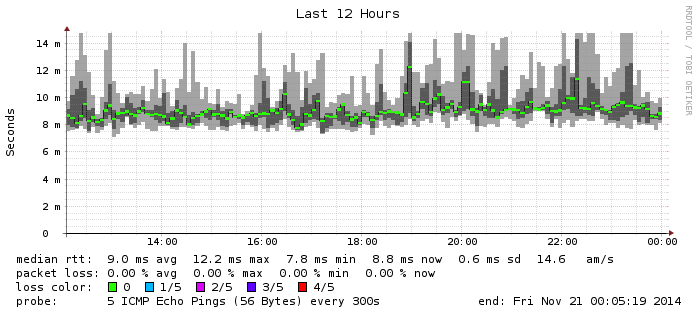 Last 12 Hours
RRDTOOL / TOBI OETIKER
Seconds
14 m
12 m
10 m
8 m
6 m
4 m
2 m
0
14:00 16:00 18:00 20:00 22:00 00:00
median rtt: 9.0 ms avg 12.2 ms max 7.8 ms min 8.8 ms now 0.6 ms sd 14.6 am/s
packet loss: 0.00 % avg 0.00 % max 0.00 % min 0.00 % now
loss color: 0 1/5 2/5 3/5 4/5
probe: 5 ICMP Echo Pings (56 Bytes) every 300s end: Fri Nov 21 00:05:19 2014